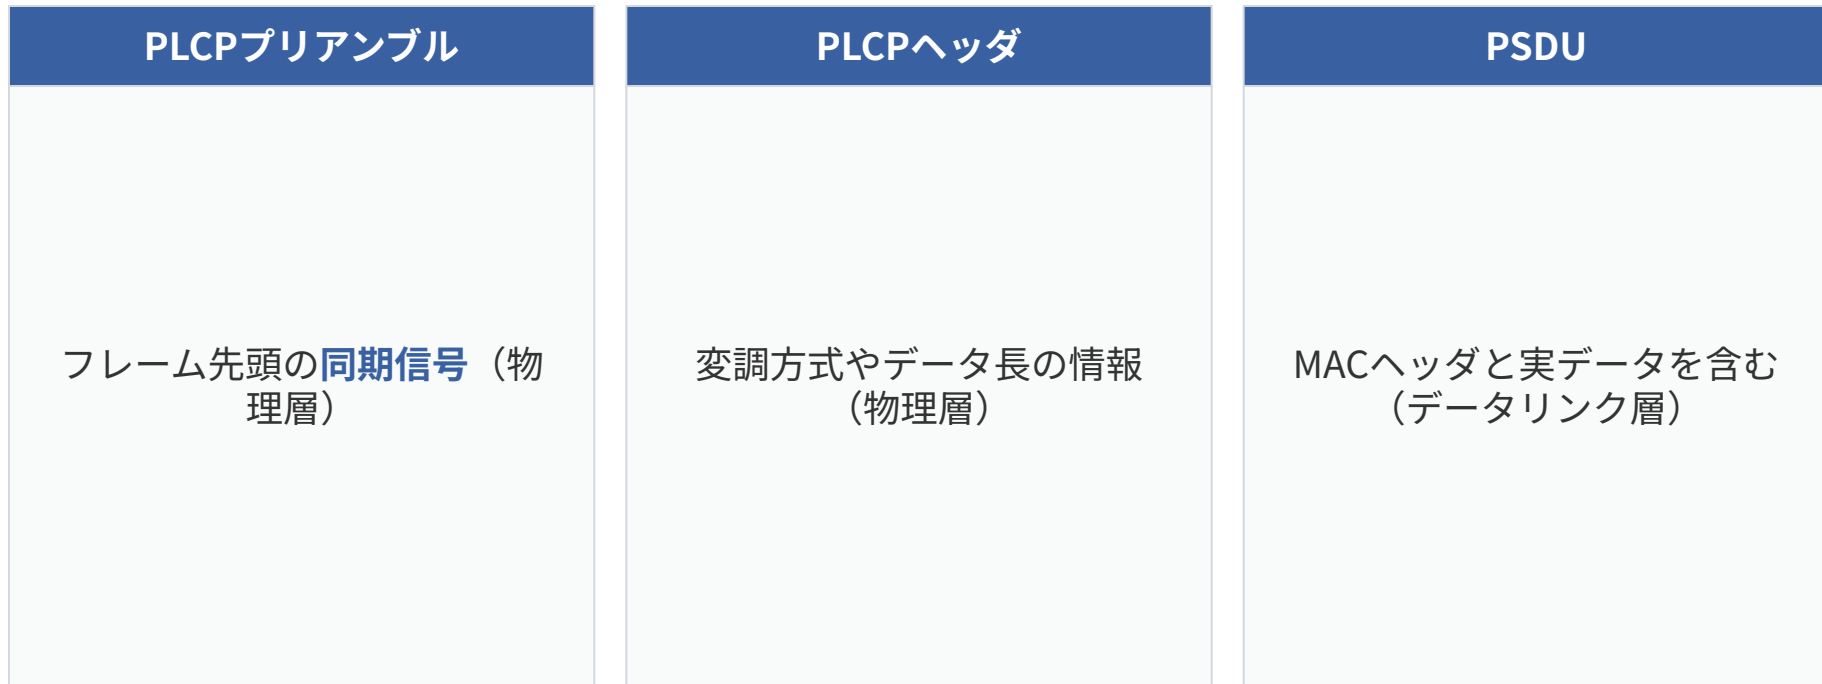 PLCPプリアンブル
フレーム先頭の同期信号（物
理層）
PLCPヘッダ
変調方式やデータ長の情報
（物理層）
PSDU
MACヘッダと実データを含む
（データリンク層）